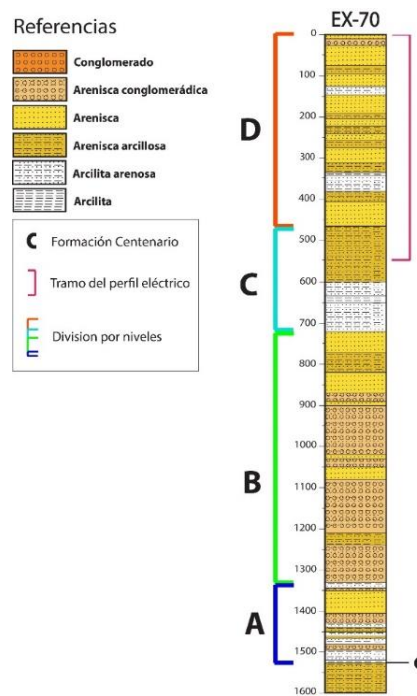 EX-70
Referencias
Conglomerado
Arenisca conglomerádica
Arenisca
Arenisca arcillosa
Arcilita arenosa
Arcilita
C Formación Centenario
Tramo del perfil eléctrico
Division por niveles
D
C
B
A
0
100
200
300
400
500
600
700
800
900
1000
1100
1200
1300
1400
1500
1600